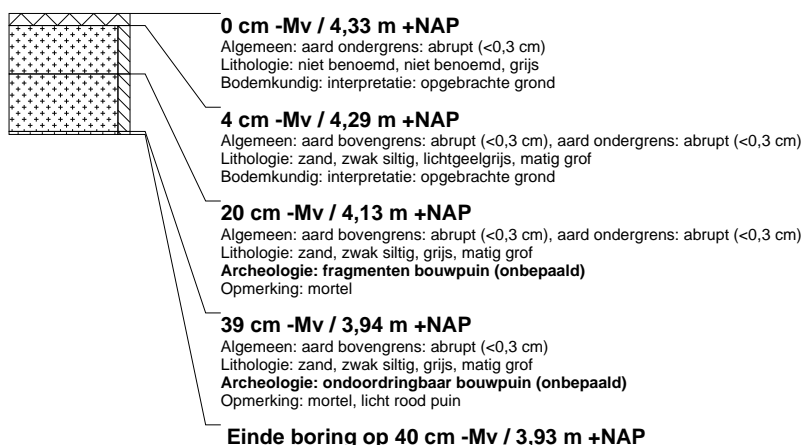 0 cm -Mv / 4,33 m +NAP
Algemeen: aard ondergrens: abrupt (<0,3 cm)
Lithologie: niet benoemd, niet benoemd, grijs
Bodemkundig: interpretatie: opgebrachte grond
4 cm -Mv / 4,29 m +NAP
Algemeen: aard bovengrens: abrupt (<0,3 cm), aard ondergrens: abrupt (<0,3 cm)
Lithologie: zand, zwak siltig, lichtgeelgrijs, matig grof
Bodemkundig: interpretatie: opgebrachte grond
20 cm -Mv / 4,13 m +NAP
Algemeen: aard bovengrens: abrupt (<0,3 cm), aard ondergrens: abrupt (<0,3 cm)
Lithologie: zand, zwak siltig, grijs, matig grof
Archeologie: fragmenten bouwpuin (onbepaald)
Opmerking: mortel
39 cm -Mv / 3,94 m +NAP
Algemeen: aard bovengrens: abrupt (<0,3 cm)
Lithologie: zand, zwak siltig, grijs, matig grof
Archeologie: ondoordringbaar bouwpuin (onbepaald)
Opmerking: mortel, licht rood puin
Einde boring op 40 cm -Mv / 3,93 m +NAP